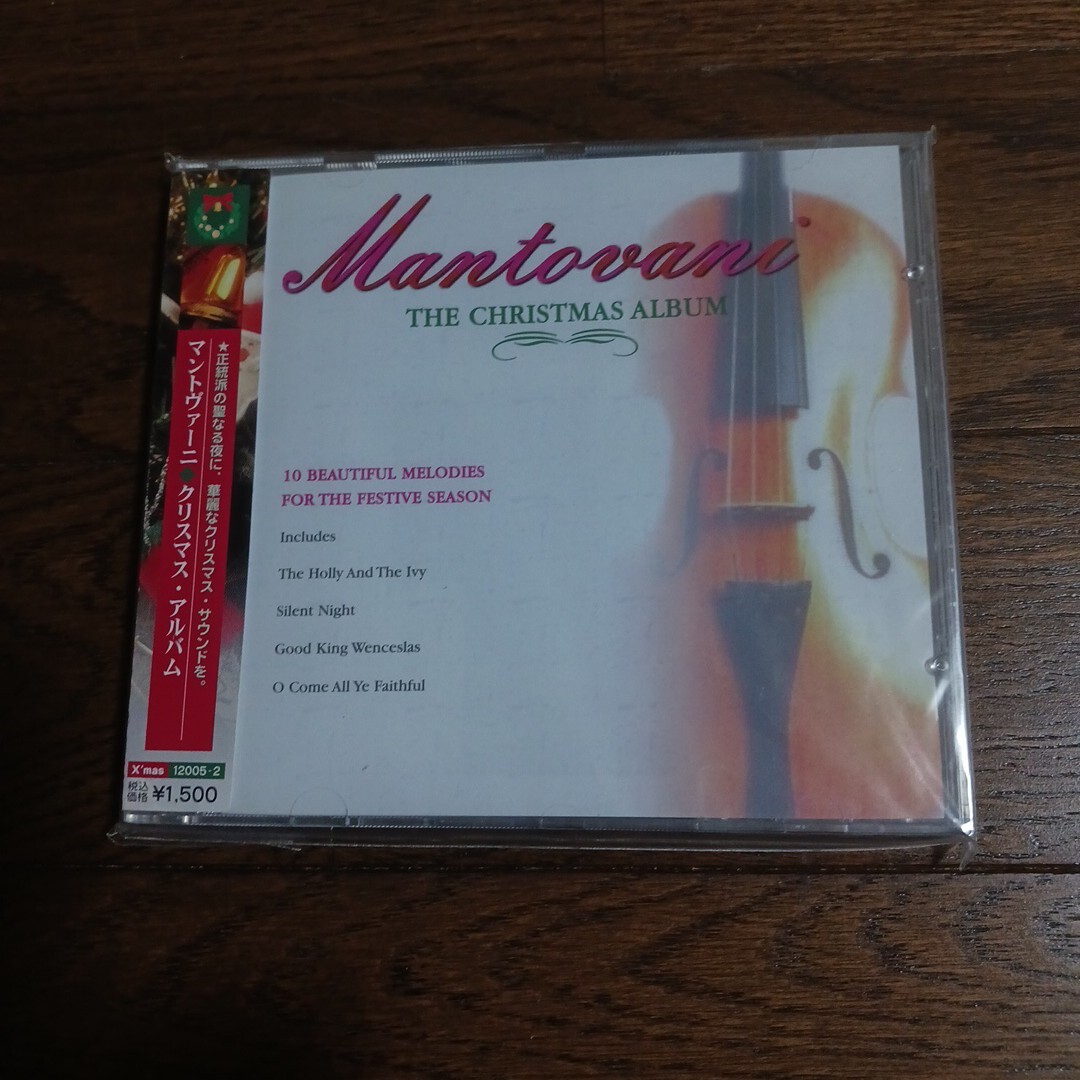 Mantovani
THE CHRISTMAS ALBUM
10 BEAUTIFUL MELODIES
FOR THE FESTIVE SEASON
Includes
The Holly And The Ivy
Silent Night
Good King Wenceslas
O Come All Ye Faithful
★正統派の聖なる夜に、華麗なクリスマス・サウンドを。
マントヴァーニ◆クリスマス・アルバム
X'mas 12005-2
税込価格 ¥1,500